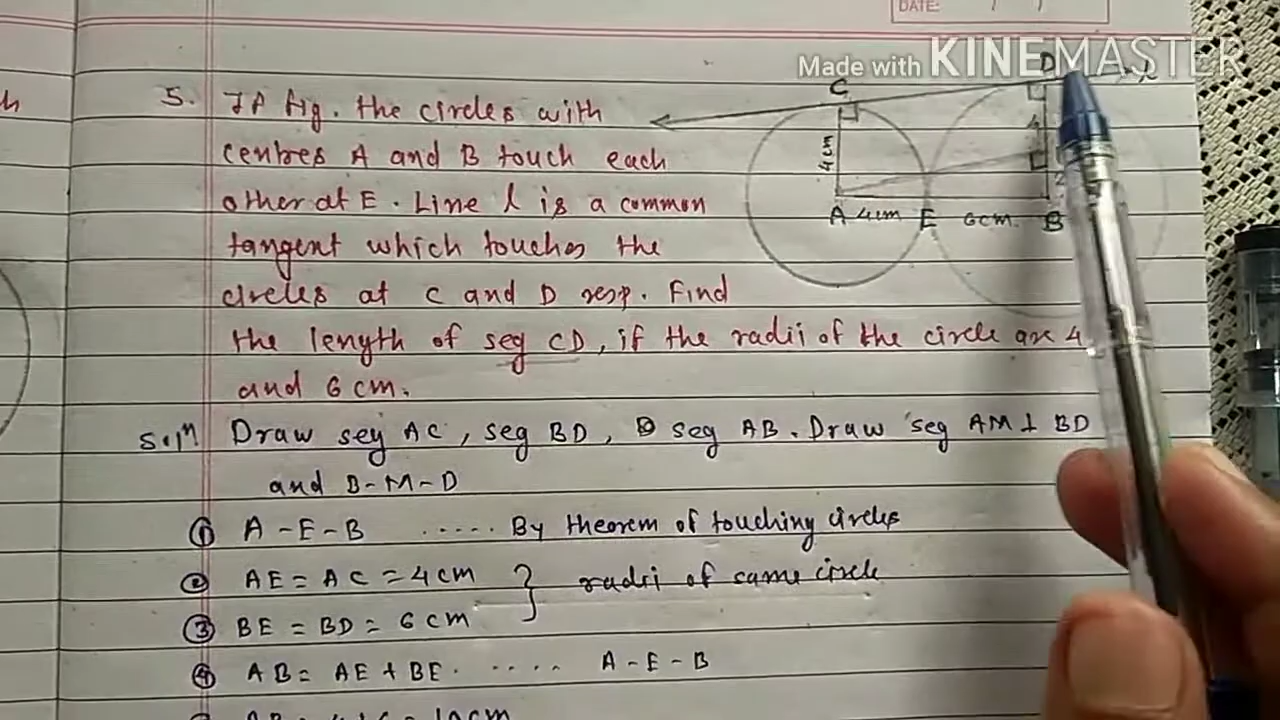 DATE:
Made with KINEMASTER
5. If fig. the circles with
centres A and B touch each
other at E. Line l is a common
tangent which touches the
circles at C and D resp. Find
the length of seg CD, if the radii of the circle are 4
and 6 cm.
C
D
4cm
A 4cm E 6cm. B
Soln Draw seg AC, seg BD, seg AB. Draw seg AM ⊥ BD
and B-M-D
① A-E-B ..... By theorem of touching circles
② AE = AC = 4cm } radii of same circle
③ BE = BD = 6cm
④ AB = AE + BE. ..... A-E-B